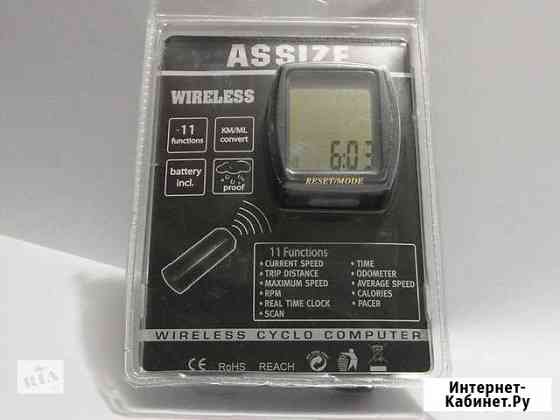 ASSIZE
WIRELESS
-11
functions
KM/ML
convert
battery
incl.
proof
6:03
RESET/MODE
11 Functions
• CURRENT SPEED
• TRIP DISTANCE
• MAXIMUM SPEED
• RPM
• REAL TIME CLOCK
• SCAN
• TIME
• ODOMETER
• AVERAGE SPEED
• CALORIES
• PACER
WIRELESS CYCLO COMPUTER
CE RoHS REACH
RIA
Интернет-
Кабинет.Ру